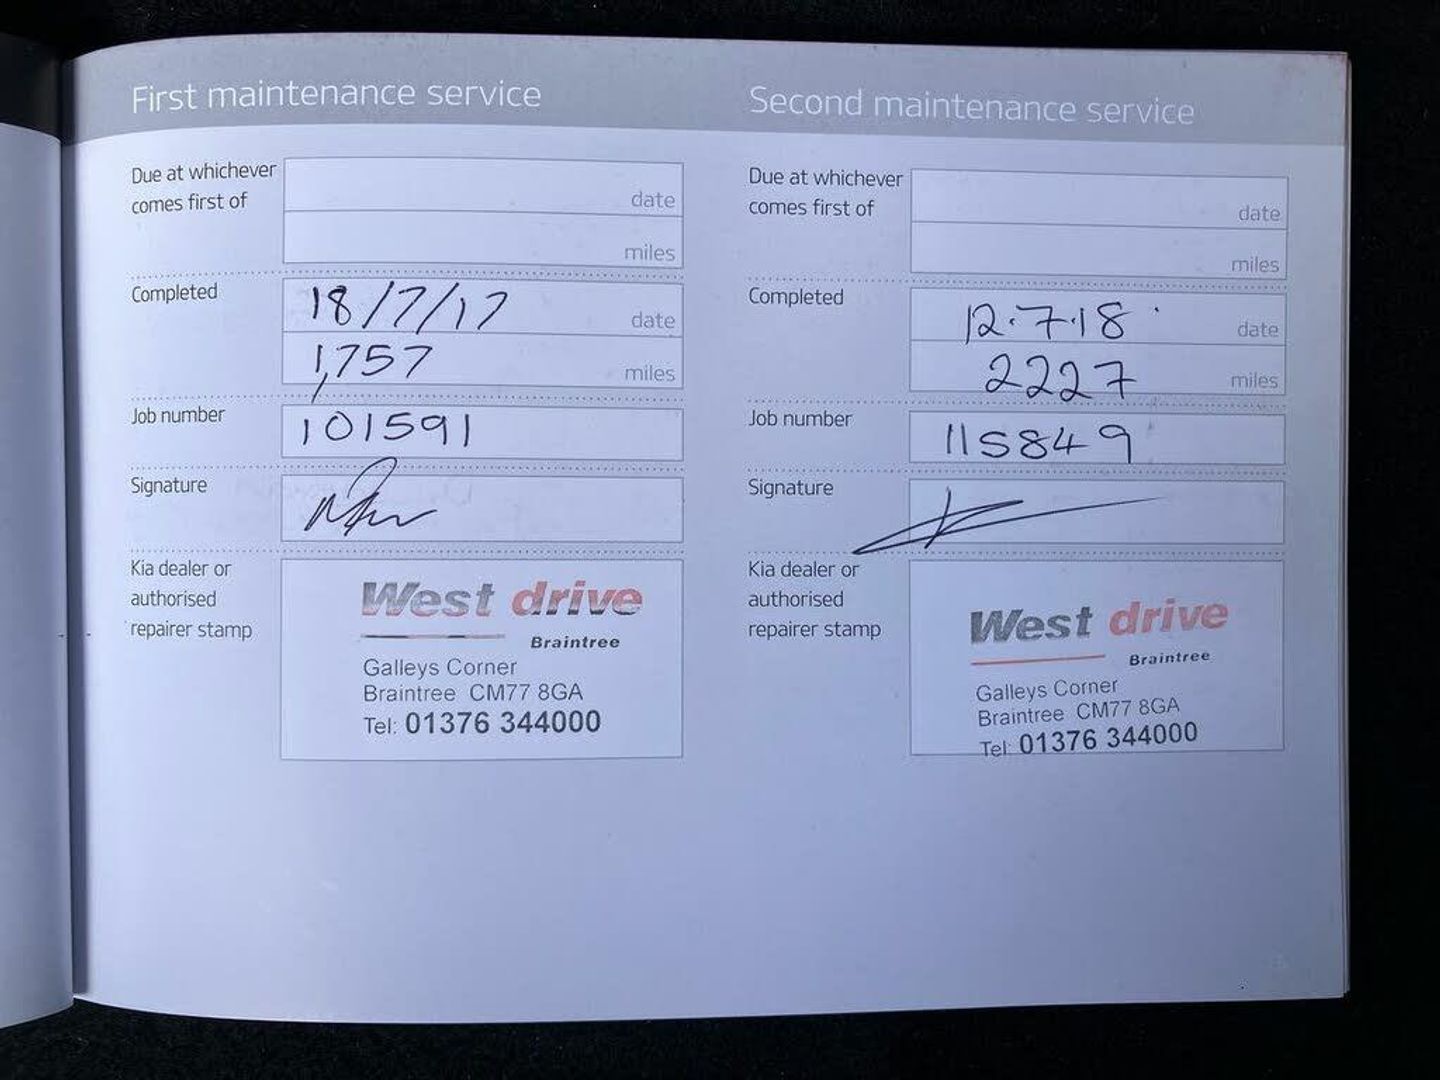 First maintenance service
Due at whichever
comes first of
date
miles
Completed
18/7/17
date
1,757
miles
Job number
101591
Signature
Kia dealer or
authorised
repairer stamp
West drive
Braintree
Galleys Corner
Braintree CM77 8GA
Tel: 01376 344000
Second maintenance service
Due at whichever
comes first of
date
miles
Completed
12.7.18
date
2227
miles
Job number
115849
Signature
Kia dealer or
authorised
repairer stamp
West drive
Braintree
Galleys Corner
Braintree CM77 8GA
Tel: 01376 344000